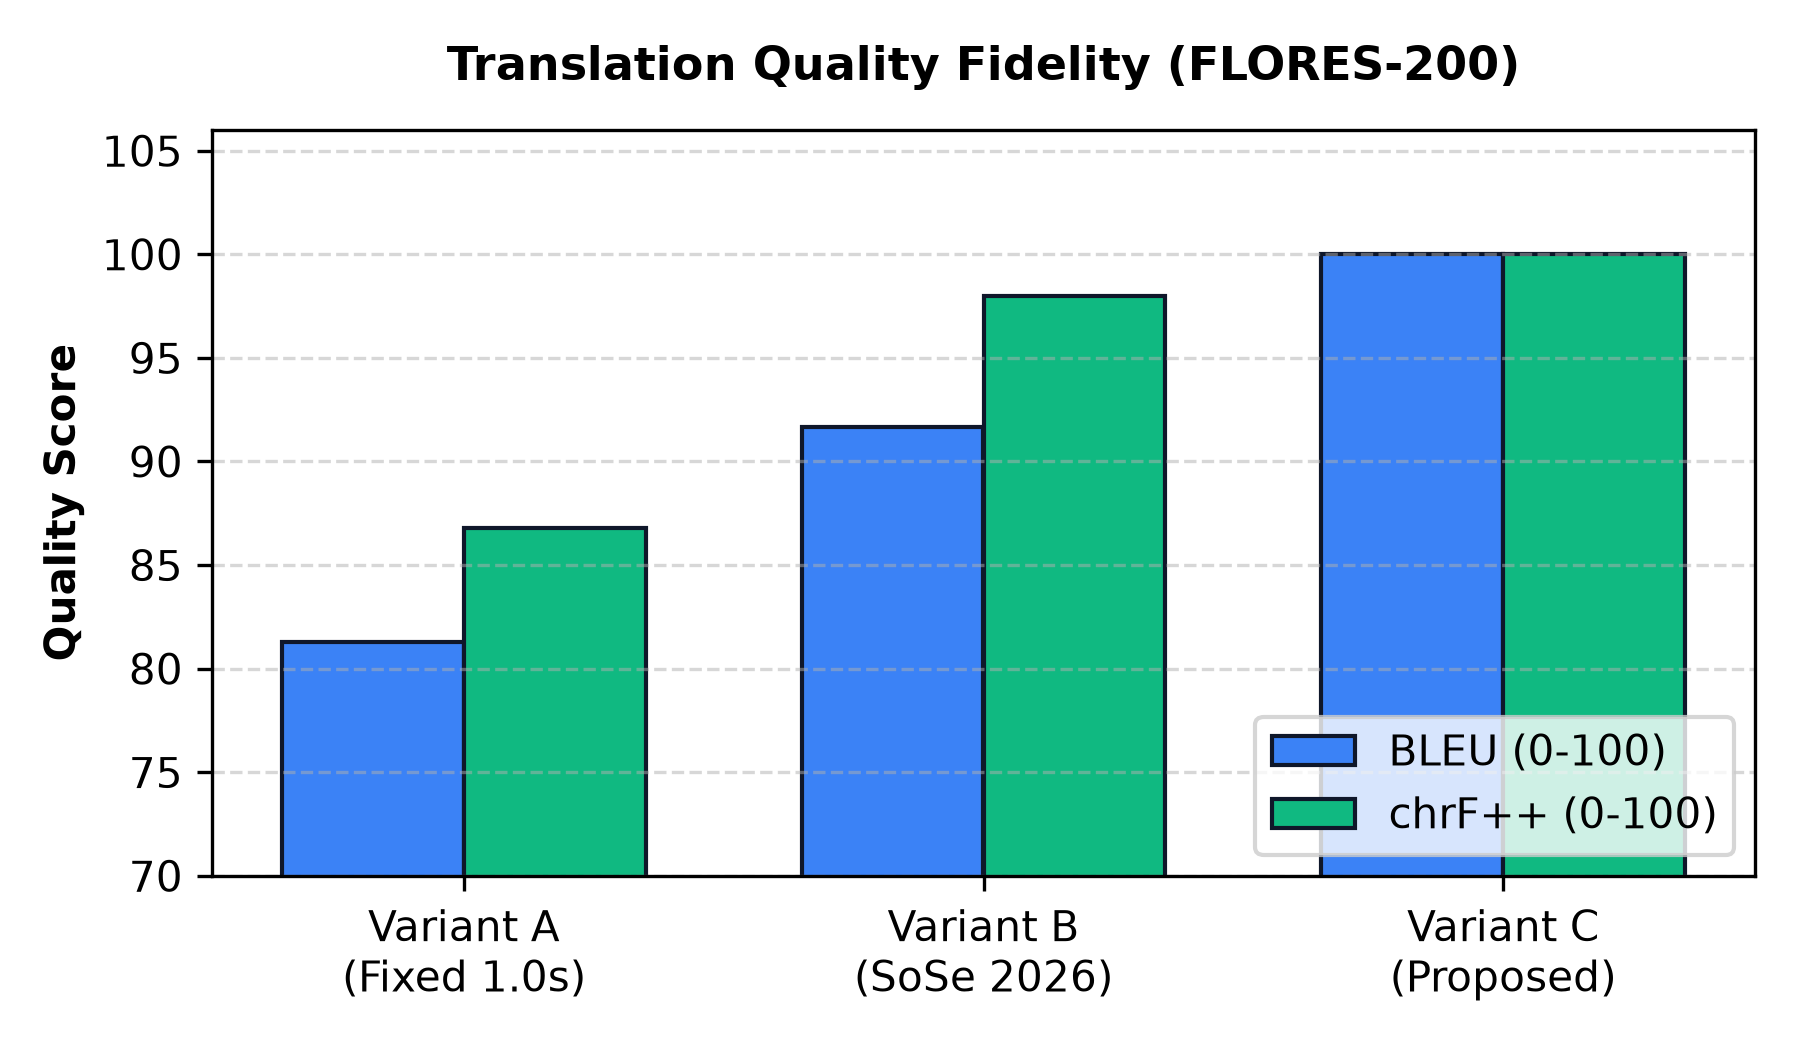 Translation Quality Fidelity (FLORES-200)
Quality Score
105
100
95
90
85
80
75
70
BLEU (0-100)
chrF++ (0-100)
Variant A
(Fixed 1.0s)
Variant B
(SoSe 2026)
Variant C
(Proposed)